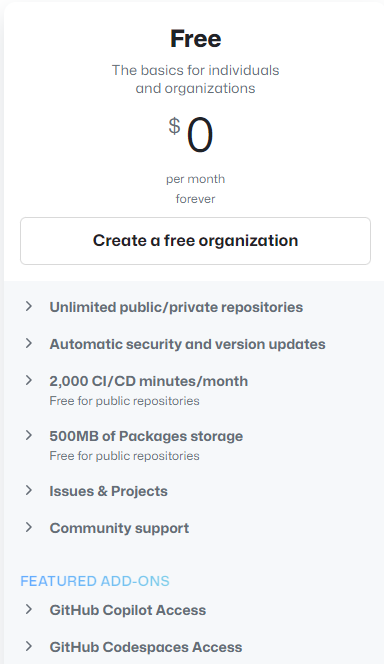 Free
The basics for individuals
and organizations
$0
per month
forever
Create a free organization
Unlimited public/private repositories
Automatic security and version updates
2,000 CI/CD minutes/month
Free for public repositories
500MB of Packages storage
Free for public repositories
Issues & Projects
Community support
FEATURED ADD-ONS
GitHub Copilot Access
GitHub Codespaces Access